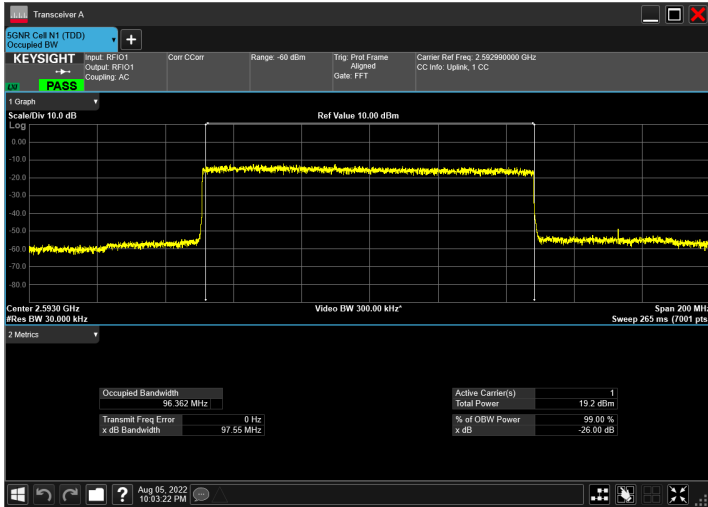 Transceiver A
5GNR Cell N1 (TDD)
Occupied BW
KEYSIGHT
Input: RFIO1
Output: RFIO1
Coupling: AC
Corr CCorr
Range: -60 dBm
Trig: Prof Frame
Aligned
Gate: FFT
Carrier Ref Freq: 2.592990000 GHz
CC Info: Uplink, 1 CC
LXI
PASS
1 Graph
Scale/Div 10.0 dB
Ref Value 10.00 dBm
Log
0.00
-10.0
-20.0
-30.0
-40.0
-50.0
-60.0
-70.0
-80.0
Center 2.5930 GHz
Video BW 300.00 kHz*
Span 200 MHz
#Res BW 30.000 kHz
Sweep 265 ms (7001 pts
2 Metrics
Occupied Bandwidth
96.362 MHz
Active Carrier(s) 1
Total Power 19.2 dBm
Transmit Freq Error 0 Hz
x dB Bandwidth 97.55 MHz
% of OBW Power 99.00 %
x dB -26.00 dB
Aug 05, 2022
10:03:22 PM